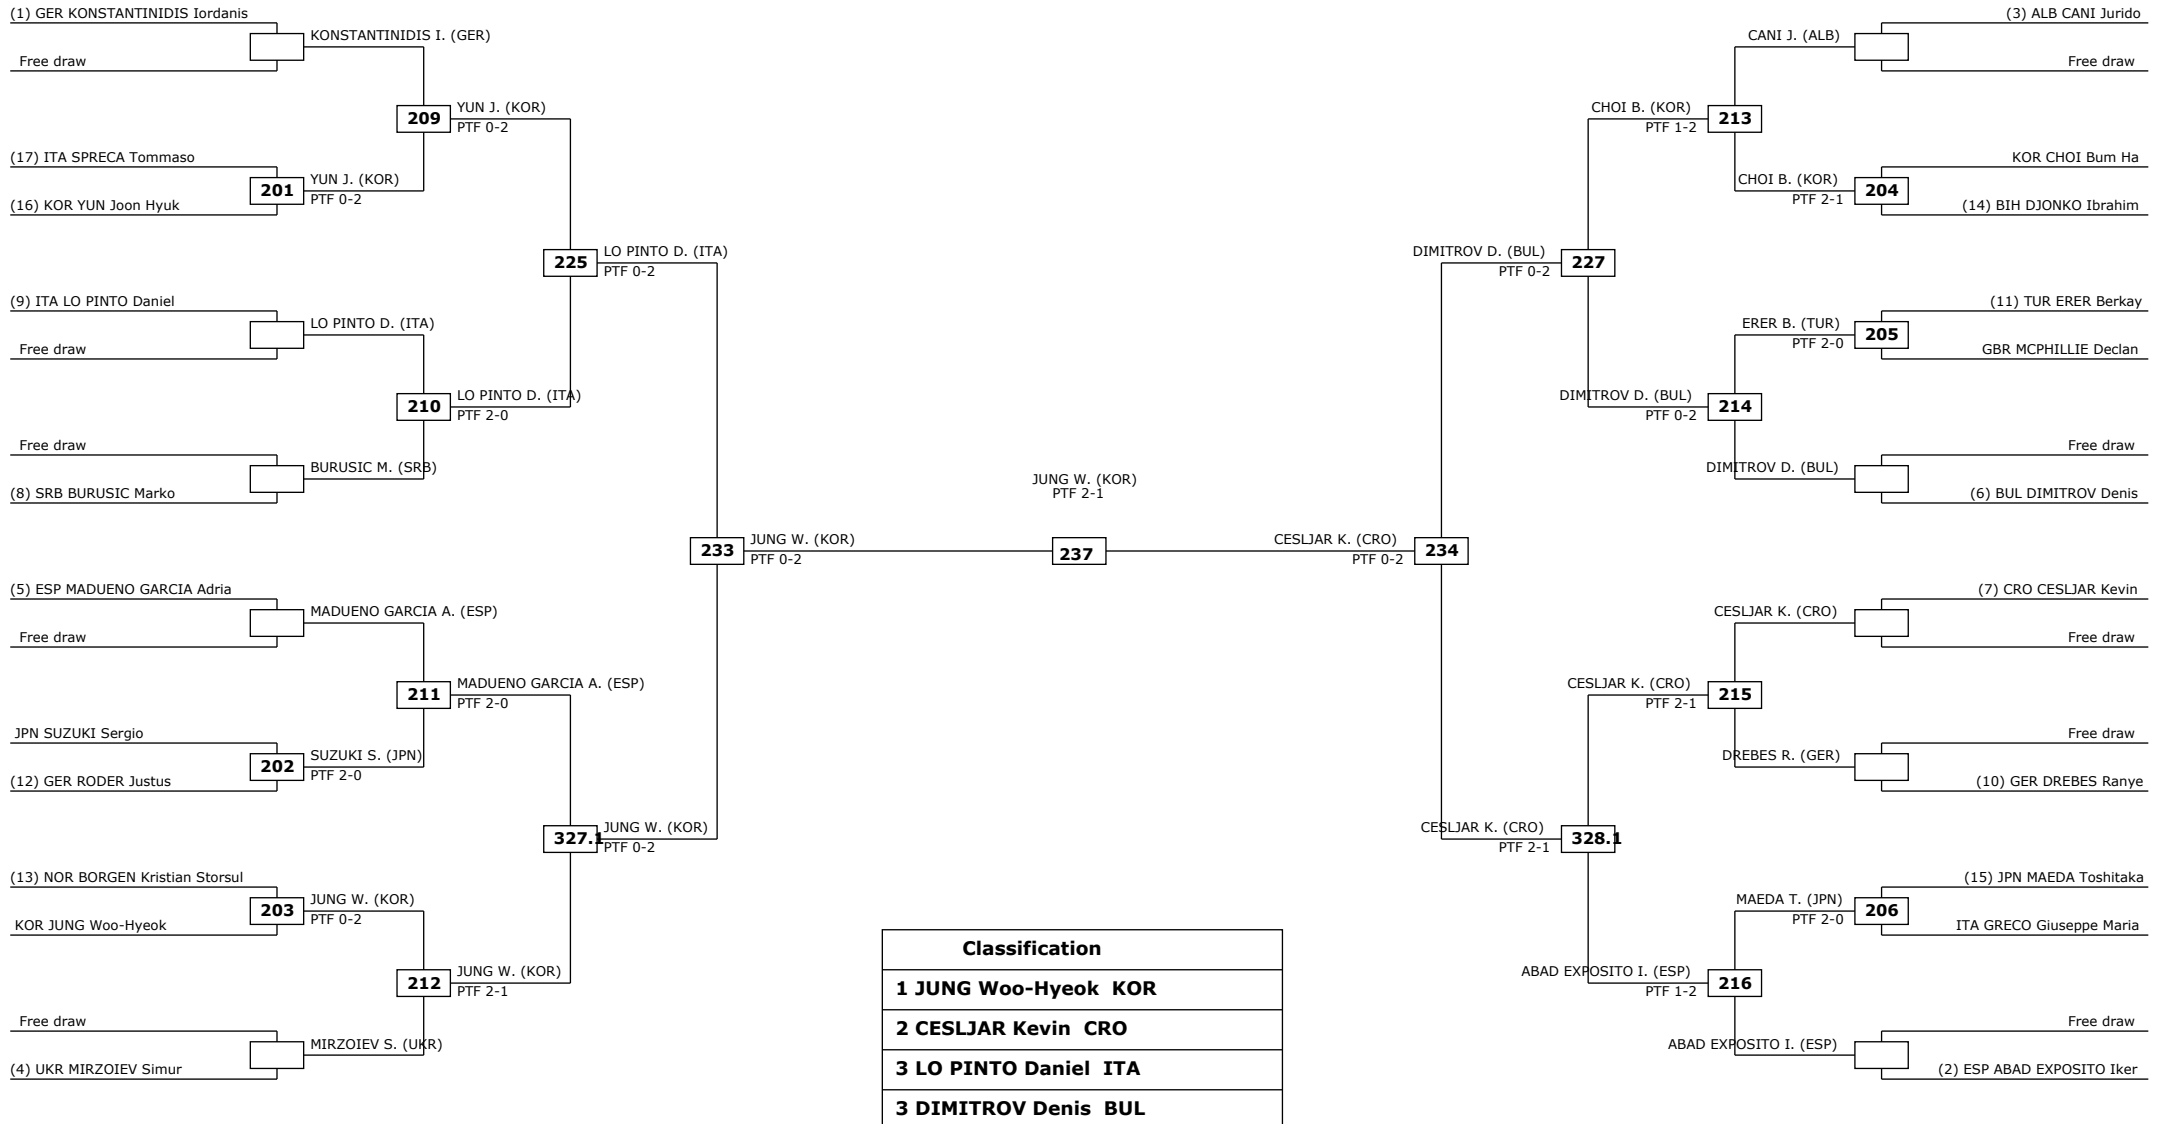 (1) GER KONSTANTINIDIS Iordanis
KONSTANTINIDIS I. (GER)
Free draw
209
YUN J. (KOR)
PTF 0-2
(17) ITA SPRECA Tommaso
201
YUN J. (KOR)
PTF 0-2
(16) KOR YUN Joon Hyuk
225
LO PINTO D. (ITA)
PTF 0-2
(9) ITA LO PINTO Daniel
LO PINTO D. (ITA)
Free draw
210
LO PINTO D. (ITA)
PTF 2-0
Free draw
BURUSIC M. (SRB)
(8) SRB BURUSIC Marko
233
JUNG W. (KOR)
PTF 0-2
(5) ESP MADUENO GARCIA Adria
MADUENO GARCIA A. (ESP)
Free draw
211
MADUENO GARCIA A. (ESP)
PTF 2-0
JPN SUZUKI Sergio
202
SUZUKI S. (JPN)
PTF 2-0
(12) GER RODER Justus
327.1
JUNG W. (KOR)
PTF 0-2
(13) NOR BORGEN Kristian Storsul
203
JUNG W. (KOR)
PTF 0-2
KOR JUNG Woo-Hyeok
212
JUNG W. (KOR)
PTF 2-1
Free draw
MIRZOIEV S. (UKR)
(4) UKR MIRZOIEV Simur
JUNG W. (KOR)
PTF 2-1
237
(3) ALB CANI Jurido
CANI J. (ALB)
Free draw
CHOI B. (KOR)
PTF 1-2
213
KOR CHOI Bum Ha
CHOI B. (KOR)
PTF 2-1
204
(14) BIH DJONKO Ibrahim
DIMITROV D. (BUL)
PTF 0-2
227
(11) TUR ERER Berkay
ERER B. (TUR)
PTF 2-0
205
GBR MCPHILLIE Declan
DIMITROV D. (BUL)
PTF 0-2
214
Free draw
DIMITROV D. (BUL)
(6) BUL DIMITROV Denis
CESLJAR K. (CRO)
PTF 0-2
234
(7) CRO CESLJAR Kevin
CESLJAR K. (CRO)
Free draw
CESLJAR K. (CRO)
PTF 2-1
215
Free draw
DREBES R. (GER)
(10) GER DREBES Ranye
CESLJAR K. (CRO)
PTF 2-1
328.1
(15) JPN MAEDA Toshitaka
MAEDA T. (JPN)
PTF 2-0
206
ITA GRECO Giuseppe Maria
ABAD EXPOSITO I. (ESP)
PTF 1-2
216
Free draw
ABAD EXPOSITO I. (ESP)
(2) ESP ABAD EXPOSITO Iker
Classification
1 JUNG Woo-Hyeok KOR
2 CESLJAR Kevin CRO
3 LO PINTO Daniel ITA
3 DIMITROV Denis BUL